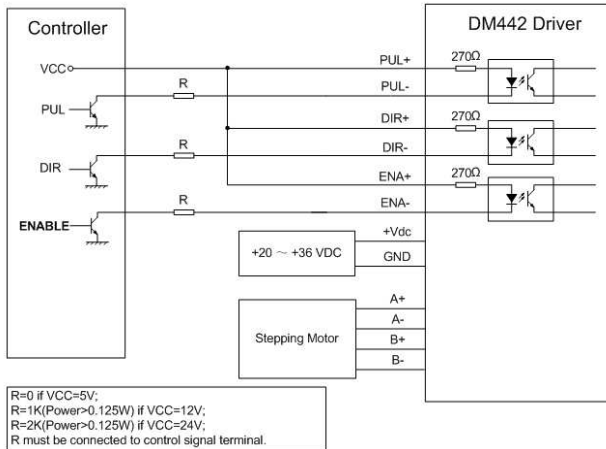 Controller
DM442 Driver
VCC
PUL
DIR
ENABLE
R
R
R
PUL+
PUL-
DIR+
DIR-
ENA+
ENA-
270Ω
270Ω
270Ω
+20 ~ +36 VDC
+Vdc
GND
Stepping Motor
A+
A-
B+
B-
R=0 if VCC=5V;
R=1K(Power>0.125W) if VCC=12V;
R=2K(Power>0.125W) if VCC=24V;
R must be connected to control signal terminal.